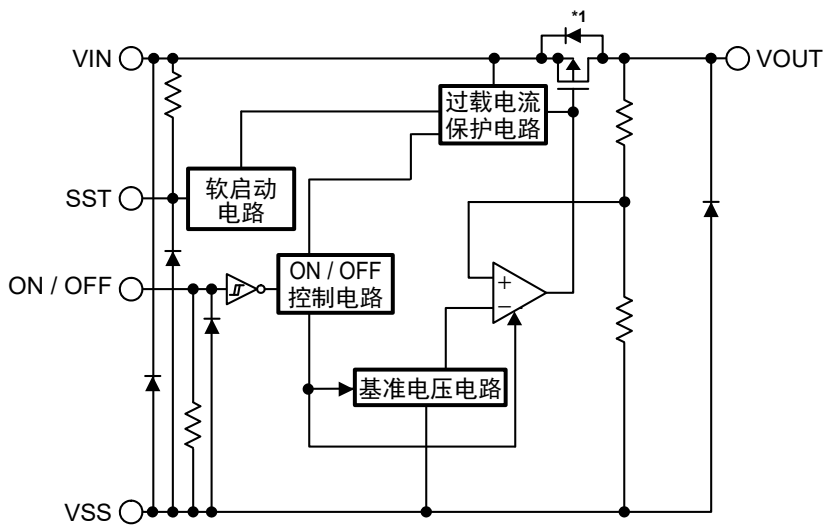 *1
VIN
VOUT
过载电流
保护电路
SST
软启动
电路
ON / OFF
ON / OFF
控制电路
+
−
基准电压电路
VSS